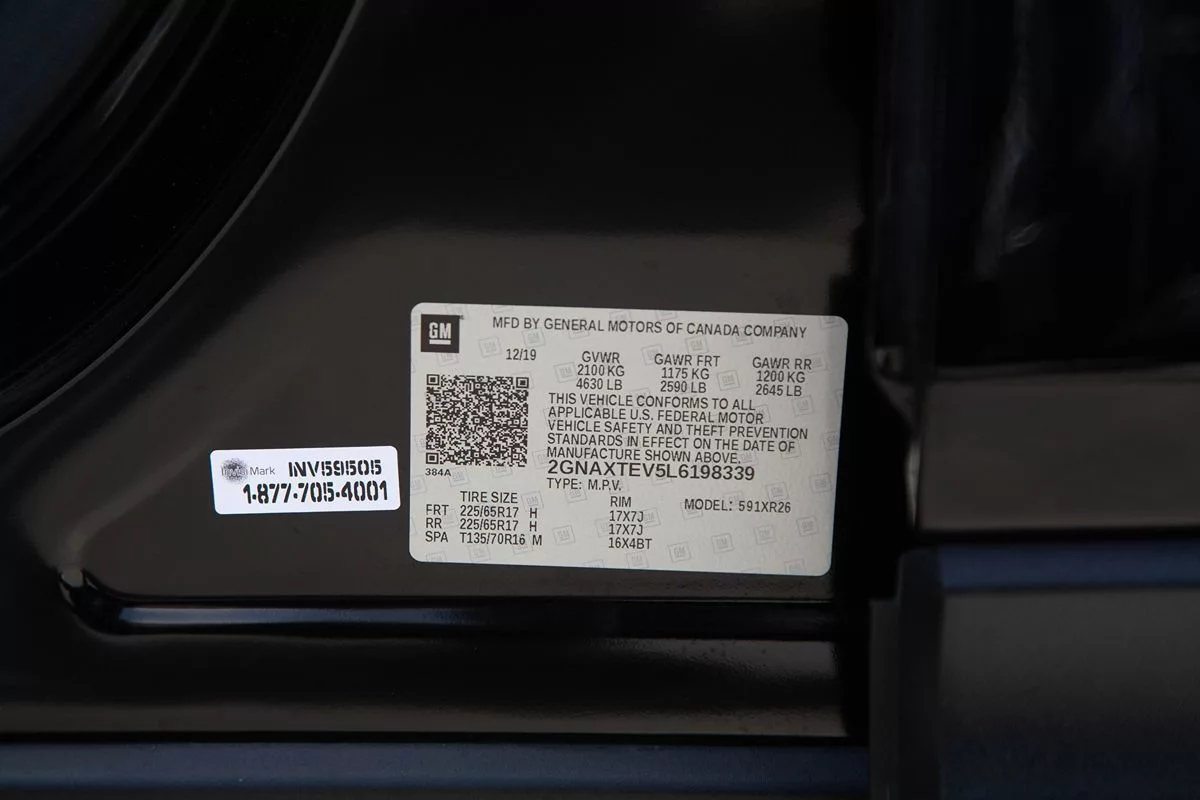 GM
MFD BY GENERAL MOTORS OF CANADA COMPANY
12/19 GVWR GAWR FRT GAWR RR
2100 KG 1175 KG 1200 KG
4630 LB 2590 LB 2645 LB
THIS VEHICLE CONFORMS TO ALL
APPLICABLE U.S. FEDERAL MOTOR
VEHICLE SAFETY AND THEFT PREVENTION
STANDARDS IN EFFECT ON THE DATE OF
MANUFACTURE SHOWN ABOVE.
384A
2GNAXTEV5L6198339
TYPE: M.P.V.
TIRE SIZE RIM MODEL: 591XR26
FRT 225/65R17 H 17X7J
RR 225/65R17 H 17X7J
SPA T135/70R16 M 16X4BT
Mark INV59505
1-877-705-4001